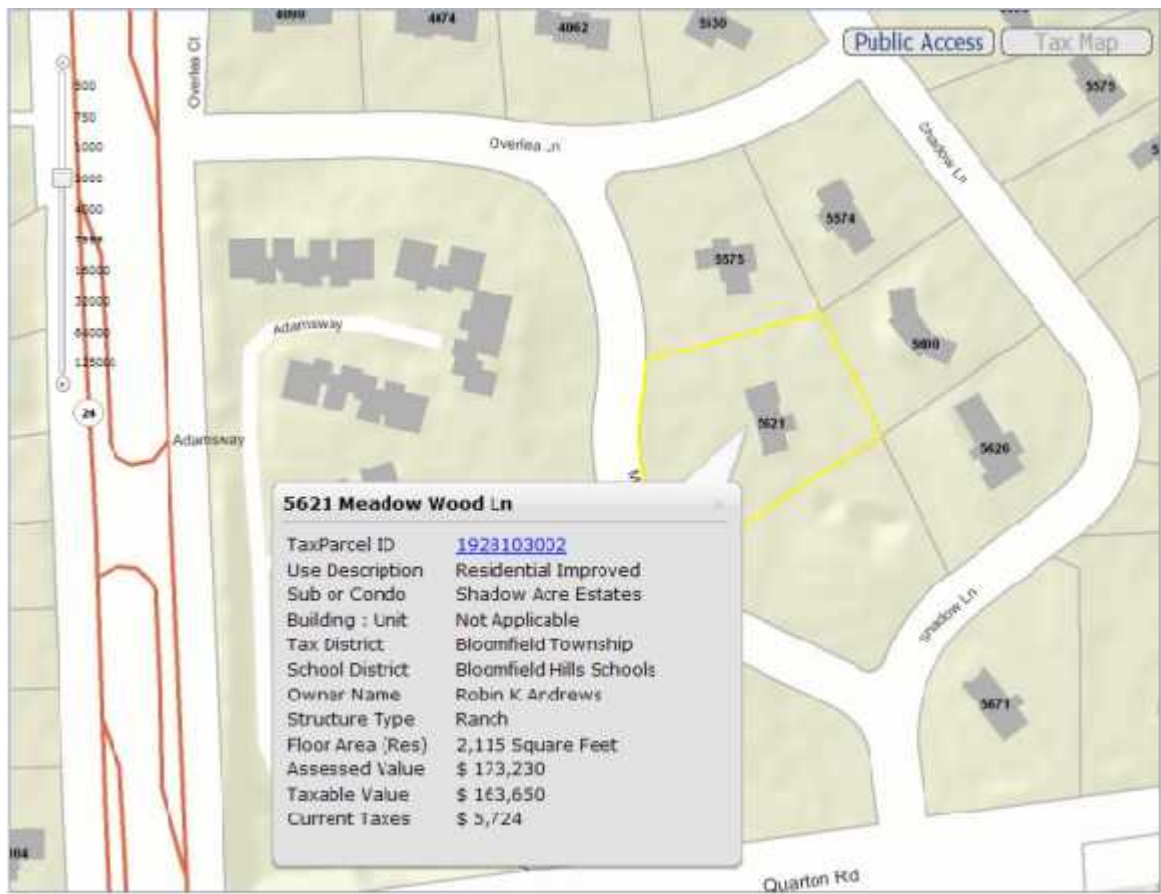 4074
4062
5530
Public Access
Tax Map
5575
Overlea Ct
500
750
1000
2000
4000
Overlea Ln
Shadow Ln
5574
5575
16000
32000
64000
128000
Adamsway
5600
24
5621
Adamsway
5626
5621 Meadow Wood Ln
TaxParcel ID 1928103002
Use Description Residential Improved
Sub or Condo Shadow Acre Estates
Building : Unit Not Applicable
Tax District Bloomfield Township
School District Bloomfield Hills Schools
Owner Name Robin K Andrews
Structure Type Ranch
Floor Area (Res) 2,115 Square Feet
Assessed Value $ 173,230
Taxable Value $ 163,650
Current Taxes $ 5,724
Shadow Ln
5671
Quarton Rd